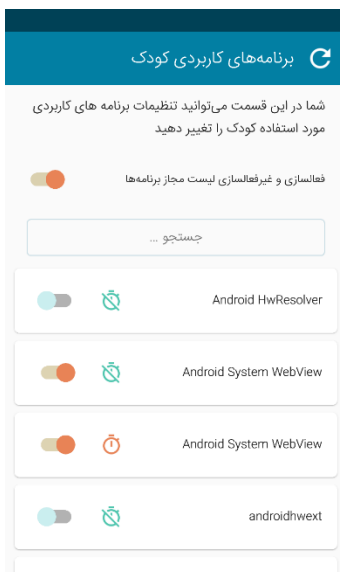 برنامه‌های کاربردی کودک
شما در این قسمت می‌توانید تنظیمات برنامه های کاربردی
مورد استفاده کودک را تغییر دهید
فعالسازی و غیرفعالسازی لیست مجاز برنامه‌ها
جستجو ...
Android HwResolver
Android System WebView
Android System WebView
androidhwext